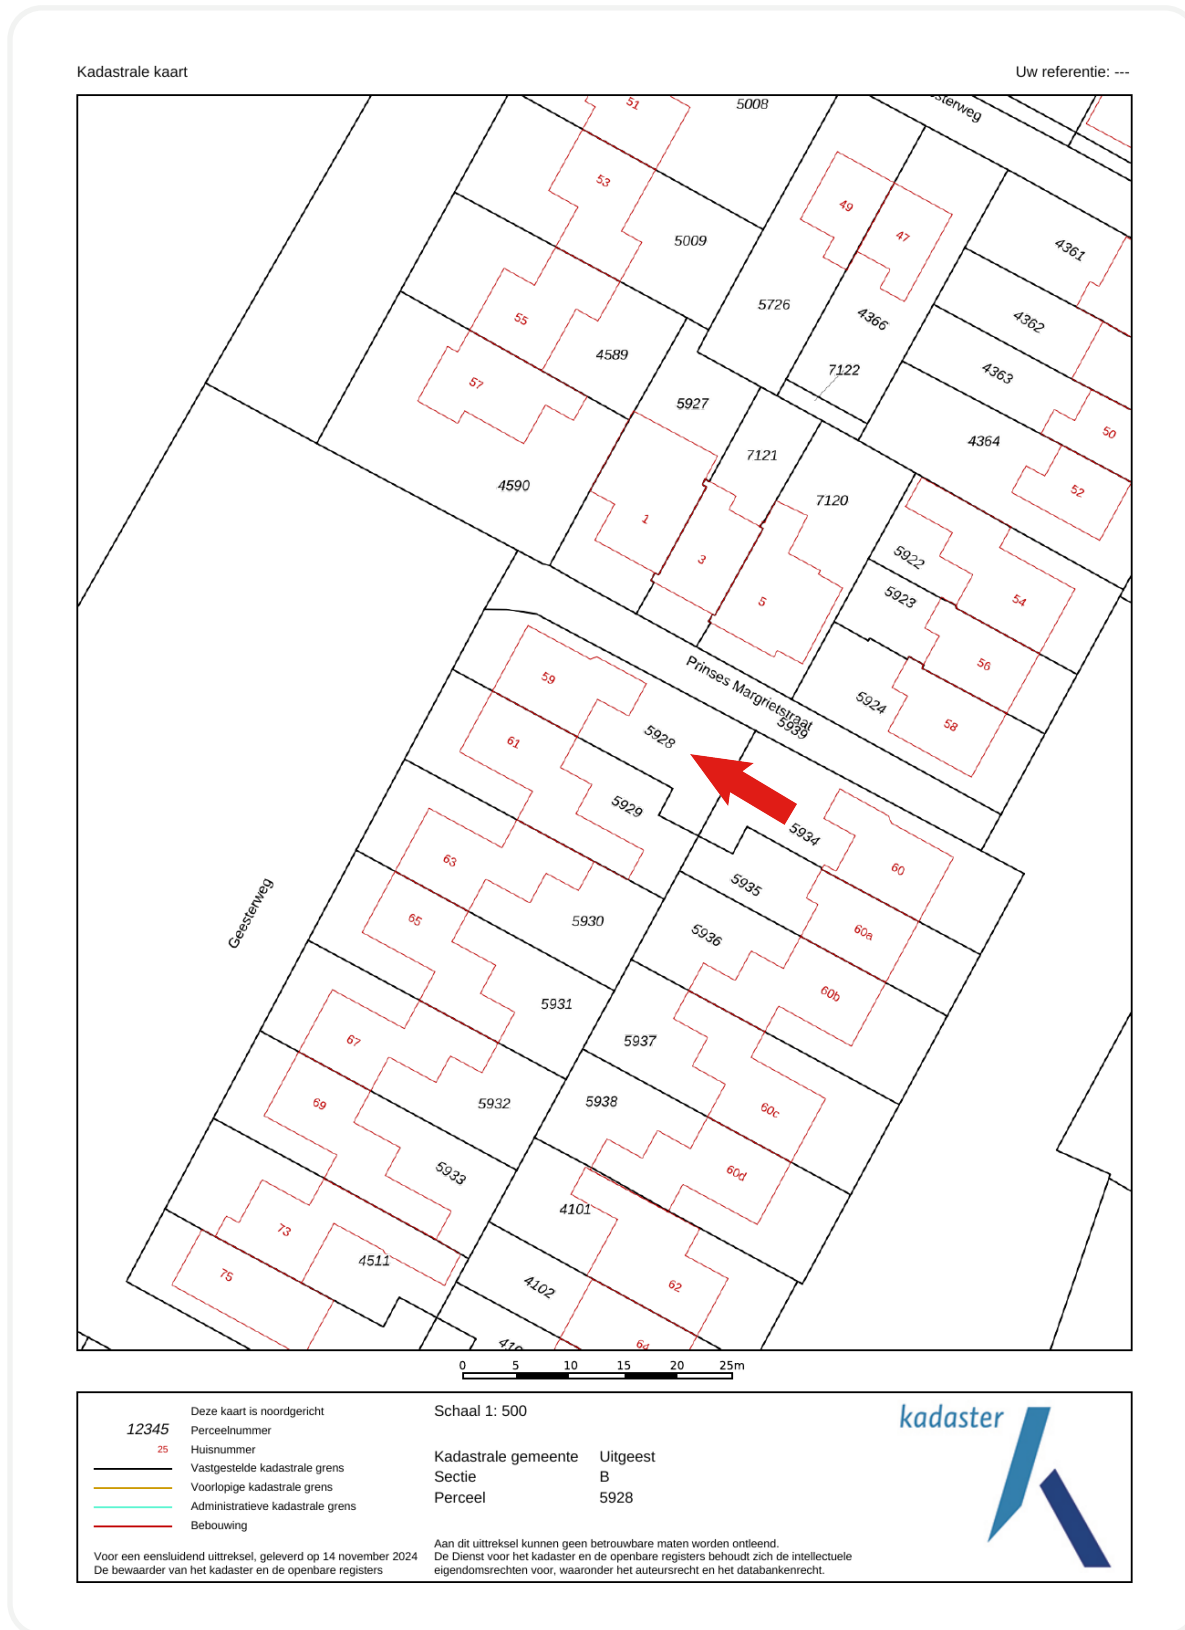 Kadastrale kaart
Uw referentie: ---
51
5008
53
49
47
5009
4361
5726
4366
4362
55
4589
7122
4363
57
5927
50
7121
4364
4590
7120
52
1
5922
3
5923
54
5
56
Prinses Margrietstraat
5939
5924
58
59
5928
61
5929
5934
60
63
5935
60a
65
5930
5936
Geesterweg
60b
5931
67
5937
69
5932
5938
60c
5933
60d
4101
73
4511
75
4102
62
64
0 5 10 15 20 25m
Deze kaart is noordgericht
12345 Perceelnummer
25 Huisnummer
Vastgestelde kadastrale grens
Voorlopige kadastrale grens
Administratieve kadastrale grens
Bebouwing
Voor een eensluidend uittreksel, geleverd op 14 november 2024
De bewaarder van het kadaster en de openbare registers
Schaal 1: 500
Kadastrale gemeente Uitgeest
Sectie B
Perceel 5928
Aan dit uittreksel kunnen geen betrouwbare maten worden ontleend.
De Dienst voor het kadaster en de openbare registers behoudt zich de intellectuele
eigendomsrechten voor, waaronder het auteursrecht en het databankenrecht.
kadaster